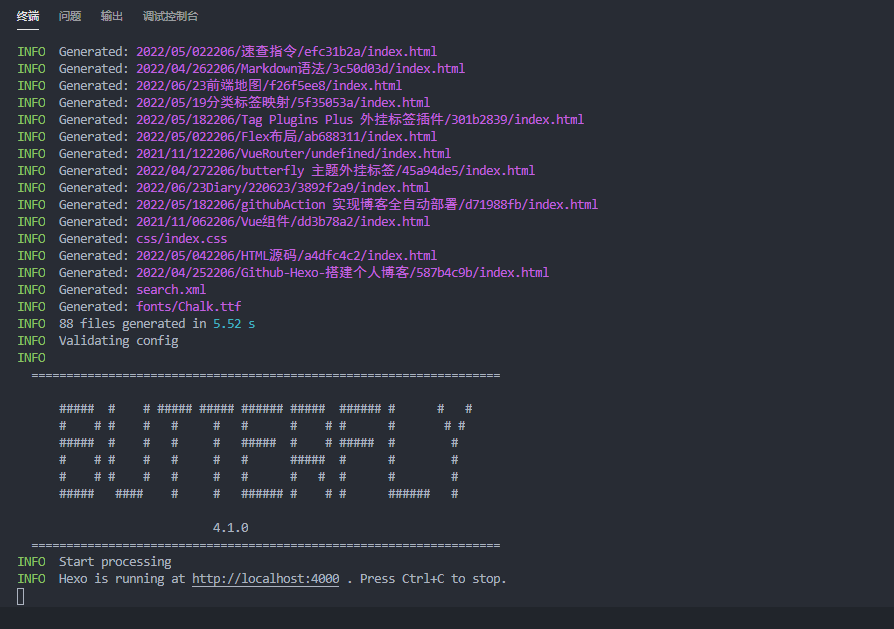 终端 问题 输出 调试控制台
INFO  Generated: 2022/05/022206/速查指令/efc31b2a/index.html
INFO  Generated: 2022/04/262206/Markdown语法/3c50d03d/index.html
INFO  Generated: 2022/06/23前端地图/f26f5ee8/index.html
INFO  Generated: 2022/05/19分类标签映射/5f35053a/index.html
INFO  Generated: 2022/05/182206/Tag Plugins Plus 外挂标签插件/301b2839/index.html
INFO  Generated: 2022/05/022206/Flex布局/ab688311/index.html
INFO  Generated: 2021/11/122206/VueRouter/undefined/index.html
INFO  Generated: 2022/04/272206/butterfly 主题外挂标签/45a94de5/index.html
INFO  Generated: 2022/06/23Diary/220623/3892f2a9/index.html
INFO  Generated: 2022/05/182206/githubAction 实现博客全自动部署/d71988fb/index.html
INFO  Generated: 2021/11/062206/Vue组件/dd3b78a2/index.html
INFO  Generated: css/index.css
INFO  Generated: 2022/05/042206/HTML源码/a4dfc4c2/index.html
INFO  Generated: 2022/04/252206/Github-Hexo-搭建个人博客/587b4c9b/index.html
INFO  Generated: search.xml
INFO  Generated: fonts/Chalk.ttf
INFO  88 files generated in 5.52 s
INFO  Validating config
INFO
  ===================================================================
      #####  #    # ##### ##### ###### #####  ###### #      #   #
      #    # #    #   #     #   #      #    # #      #       # #
      #####  #    #   #     #   #####  #    # #####  #        #
      #    # #    #   #     #   #      #####  #      #        #
      #    # #    #   #     #   #      #   #  #      #        #
      #####   ####    #     #   ###### #    # #      ######   #
                            4.1.0
  ===================================================================
INFO  Start processing
INFO  Hexo is running at http://localhost:4000 . Press Ctrl+C to stop.